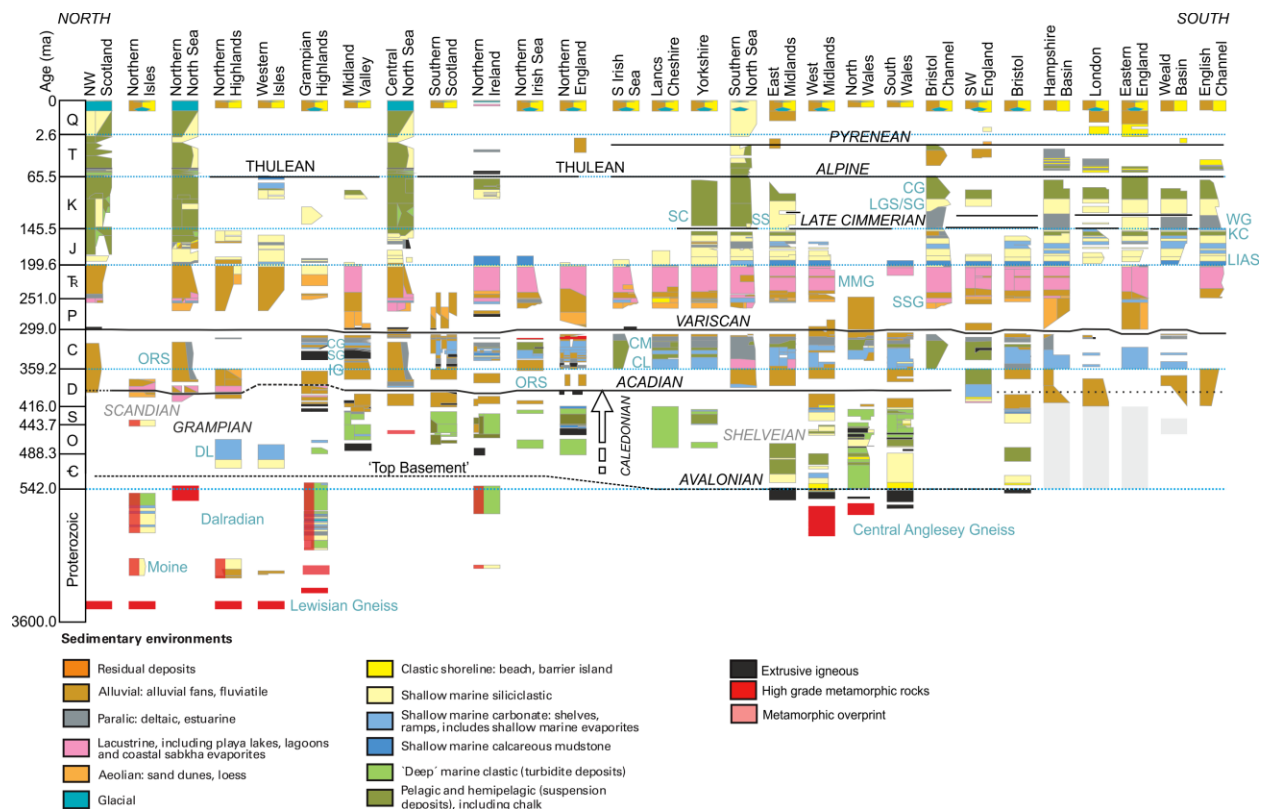 NORTH
SOUTH
Age (ma)
NW
Scotland
Northern
Isles
Northern
North Sea
Northern
Highlands
Western
Isles
Grampian
Highlands
Midland
Valley
Central
North Sea
Southern
Scotland
Northern
Ireland
Northern
Irish Sea
Northern
England
S Irish
Sea
Lancs
Cheshire
Yorkshire
Southern
North Sea
East
Midlands
West
Midlands
North
Wales
South
Wales
Bristol
Channel
SW
England
Bristol
Hampshire
Basin
London
Eastern
England
Weald
Basin
English
Channel
0
Q
2.6
T
65.5
K
145.5
J
199.6
Ꞇ
251.0
P
299.0
C
359.2
D
416.0
S
443.7
O
488.3
Є
542.0
Proterozoic
3600.0
PYRENEAN
THULEAN
THULEAN
ALPINE
CG
LGS/SG
SC
SS
LATE CIMMERIAN
WG
KC
LIAS
MMG
SSG
VARISCAN
ORS
CG
SG
IG
CM
CL
ORS
ACADIAN
SCANDIAN
GRAMPIAN
CALEDONIAN
SHELVEIAN
DL
'Top Basement'
AVALONIAN
Dalradian
Central Anglesey Gneiss
Moine
Lewisian Gneiss
Sedimentary environments
Residual deposits
Alluvial: alluvial fans, fluviatile
Paralic: deltaic, estuarine
Lacustrine, including playa lakes, lagoons
and coastal sabkha evaporites
Aeolian: sand dunes, loess
Glacial
Clastic shoreline: beach, barrier island
Shallow marine siliciclastic
Shallow marine carbonate: shelves,
ramps, includes shallow marine evaporites
Shallow marine calcareous mudstone
'Deep' marine clastic (turbidite deposits)
Pelagic and hemipelagic (suspension
deposits), including chalk
Extrusive igneous
High grade metamorphic rocks
Metamorphic overprint